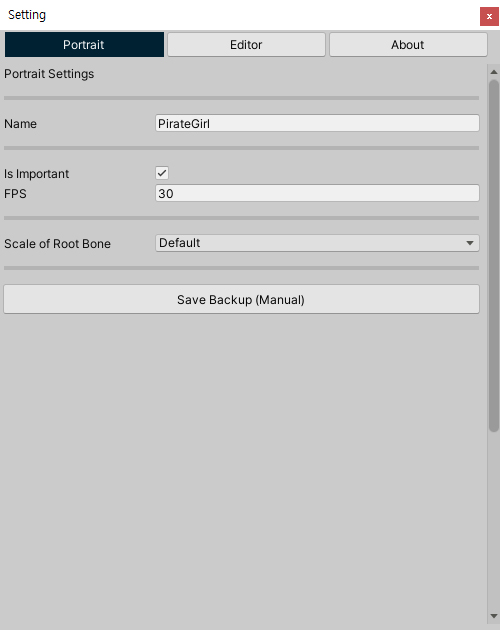 Setting
x
Portrait Editor About
Portrait Settings
Name PirateGirl
Is Important
FPS 30
Scale of Root Bone Default
Save Backup (Manual)